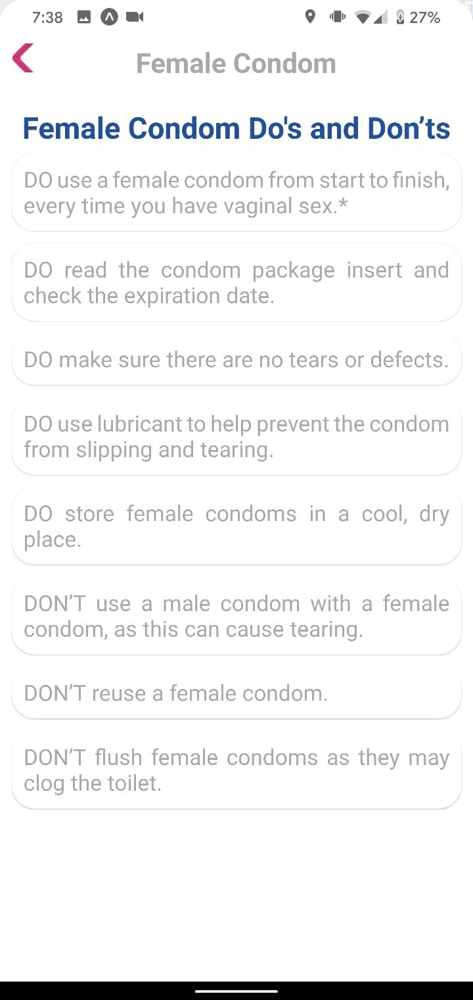 7:38
27%
Female Condom
Female Condom Do's and Don’ts
DO use a female condom from start to finish,
every time you have vaginal sex.*
DO read the condom package insert and
check the expiration date.
DO make sure there are no tears or defects.
DO use lubricant to help prevent the condom
from slipping and tearing.
DO store female condoms in a cool, dry
place.
DON’T use a male condom with a female
condom, as this can cause tearing.
DON’T reuse a female condom.
DON’T flush female condoms as they may
clog the toilet.